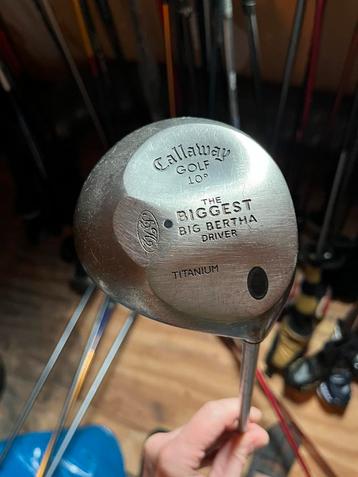 Callaway
GOLF
10°
THE
BIGGEST
BIG BERTHA
DRIVER
TITANIUM